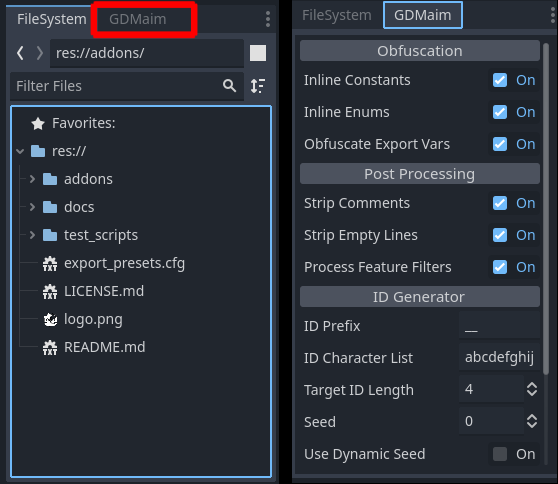 FileSystem GDMaim
res://addons/
Filter Files
Favorites:
res://
addons
docs
test_scripts
export_presets.cfg
LICENSE.md
logo.png
README.md
FileSystem GDMaim
Obfuscation
Inline Constants On
Inline Enums On
Obfuscate Export Vars On
Post Processing
Strip Comments On
Strip Empty Lines On
Process Feature Filters On
ID Generator
ID Prefix __
ID Character List abcdefghij
Target ID Length 4
Seed 0
Use Dynamic Seed On